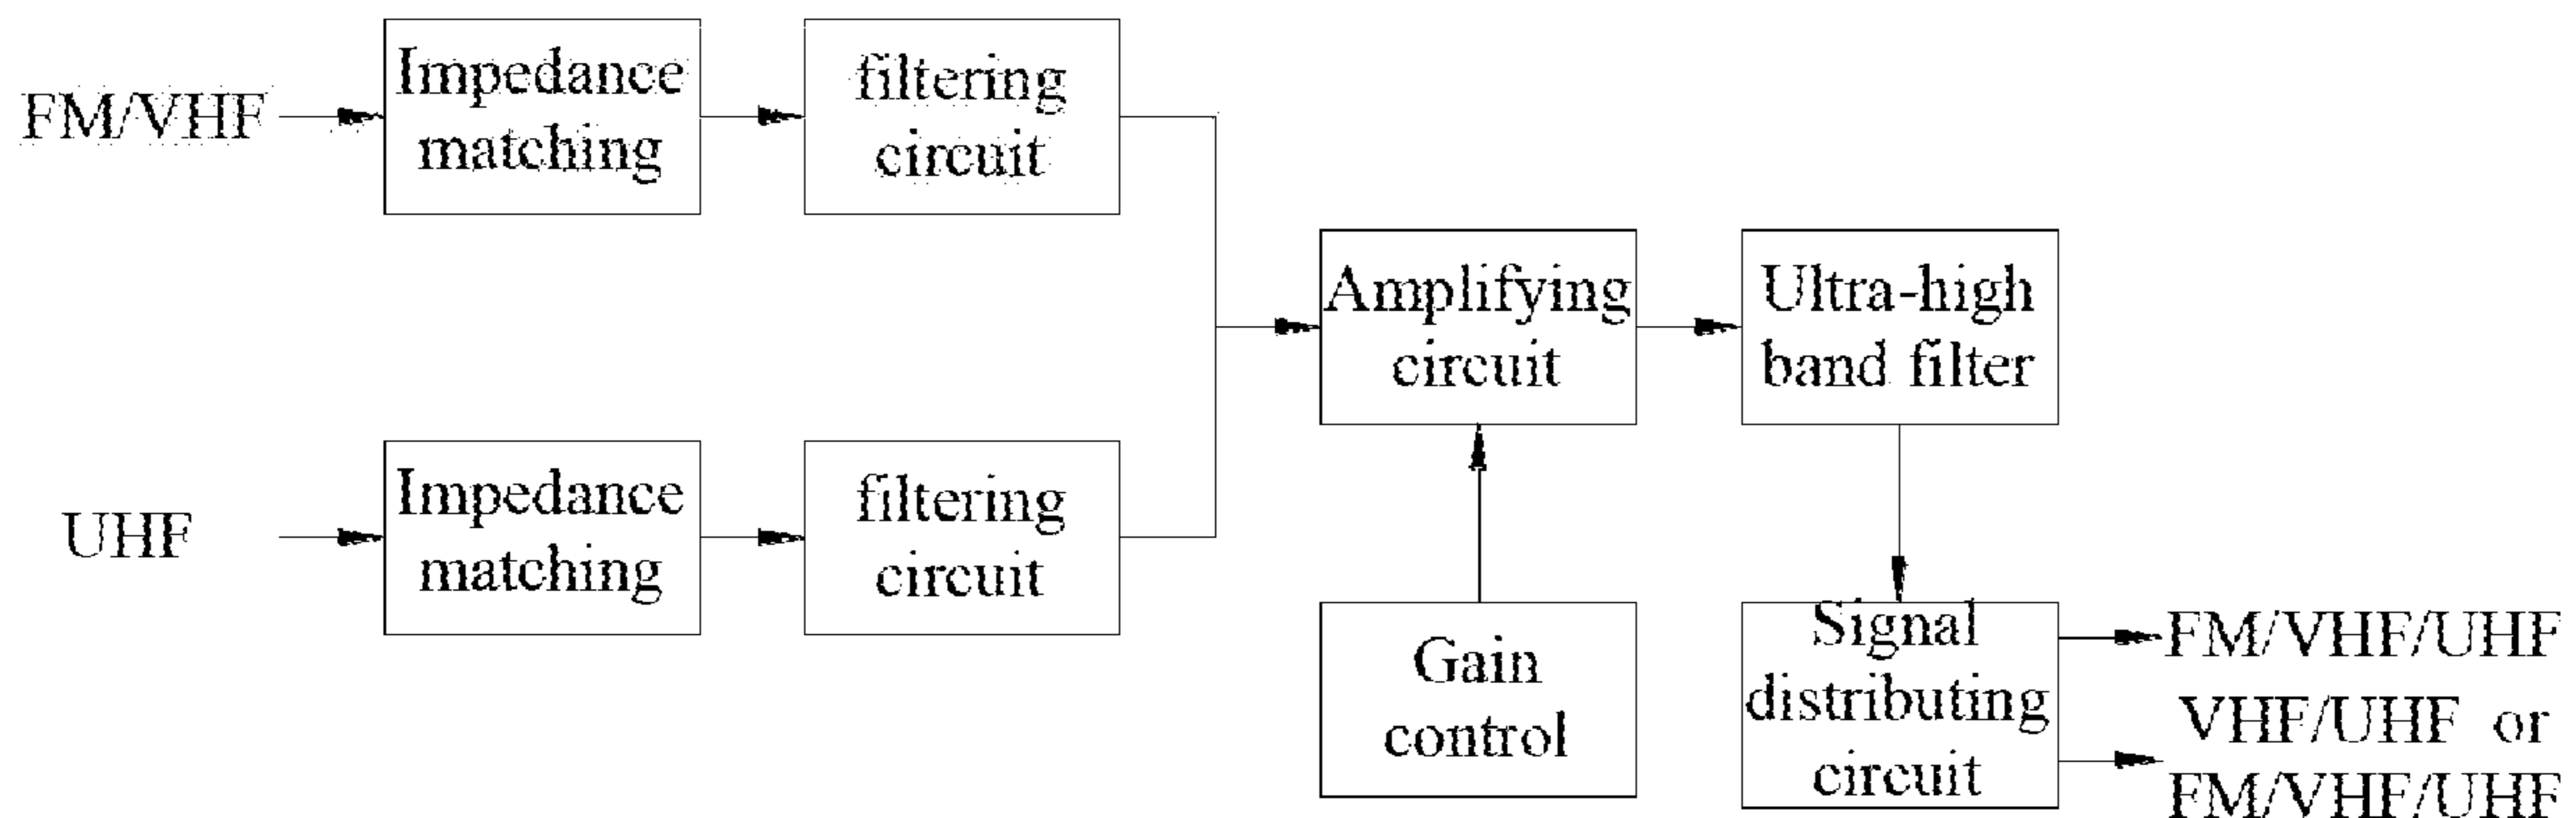 FM/VHF
Impedance
matching
filtering
circuit
UHF
Impedance
matching
filtering
circuit
Amplifying
circuit
Ultra-high
band filter
Gain
control
Signal
distributing
circuit
FM/VHF/UHF
VHF/UHF or
FM/VHF/UHF